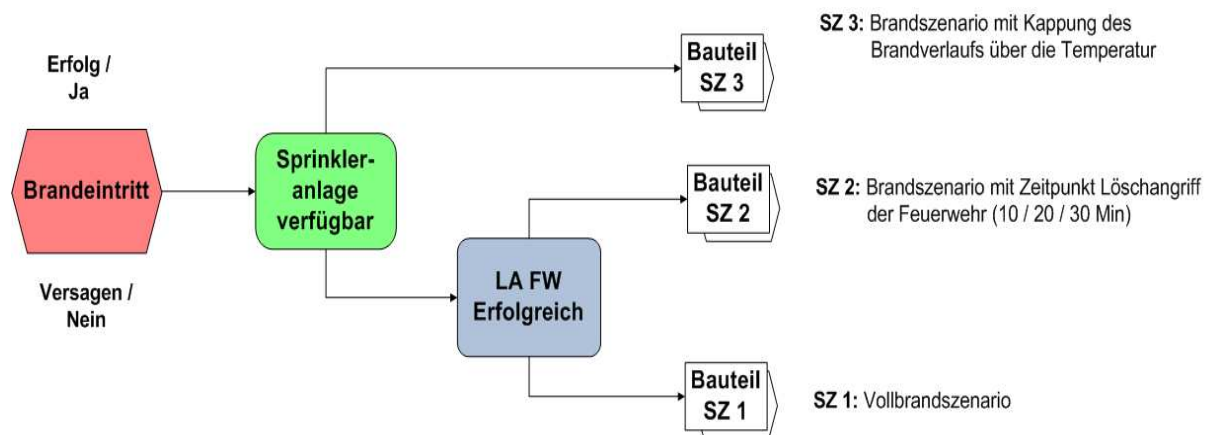 SZ 3: Brandszenario mit Kappung des
Brandverlaufs über die Temperatur
Erfolg /
Ja
Bauteil
SZ 3
Brandeintritt
Sprinkler-
anlage
verfügbar
Bauteil
SZ 2
SZ 2: Brandszenario mit Zeitpunkt Löschangriff
der Feuerwehr (10 / 20 / 30 Min)
LA FW
Erfolgreich
Versagen /
Nein
Bauteil
SZ 1
SZ 1: Vollbrandszenario